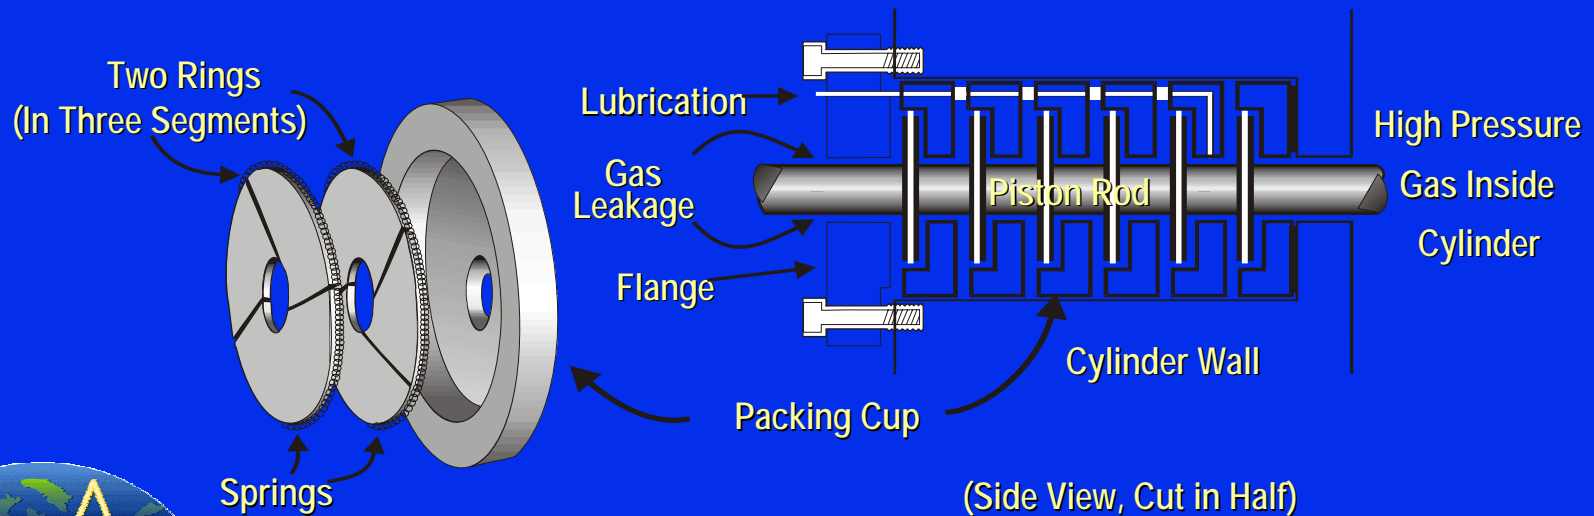 Two Rings
(In Three Segments)
Springs
Lubrication
Gas
Leakage
Flange
Packing Cup
Piston Rod
Cylinder Wall
High Pressure
Gas Inside
Cylinder
(Side View, Cut in Half)